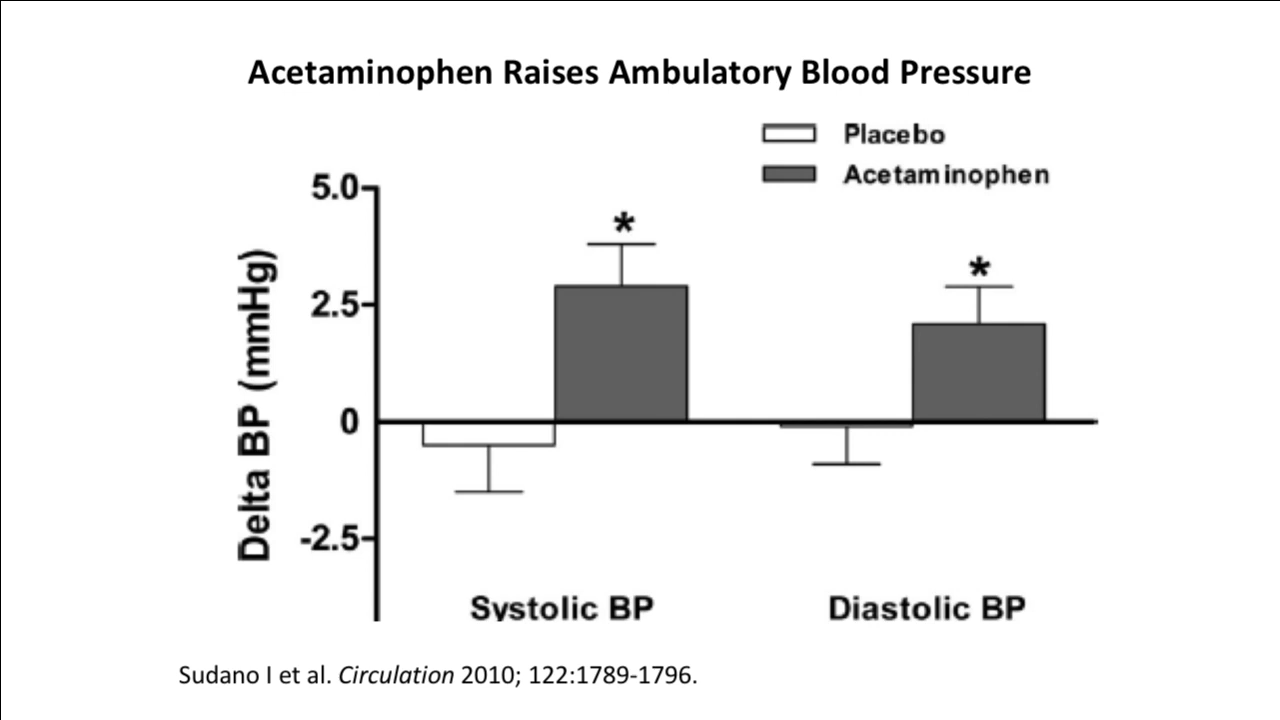 Acetaminophen Raises Ambulatory Blood Pressure
Placebo
Acetaminophen
5.0
*
*
2.5
0
-2.5
Delta BP (mmHg)
Systolic BP
Diastolic BP
Sudano I et al. Circulation 2010; 122:1789-1796.